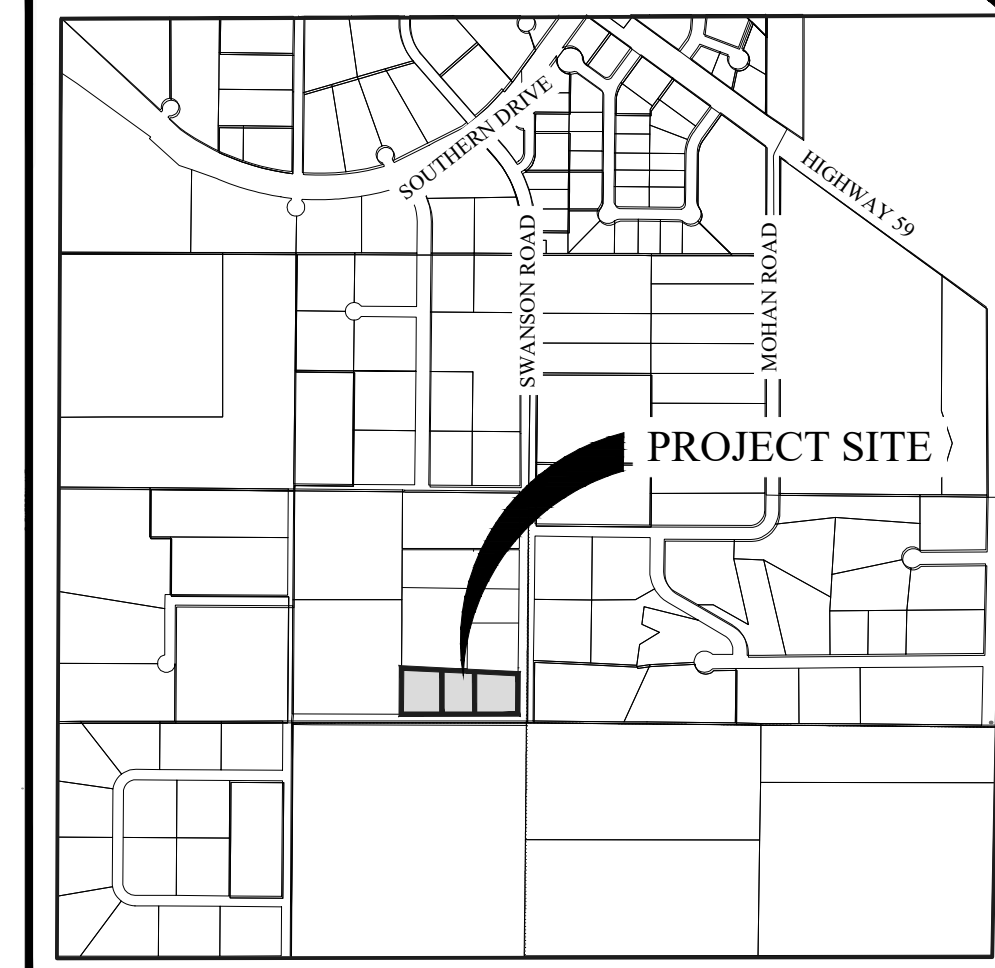 SOUTHERN DRIVE
HIGHWAY 59
SWANSON ROAD
MOHAN ROAD
PROJECT SITE